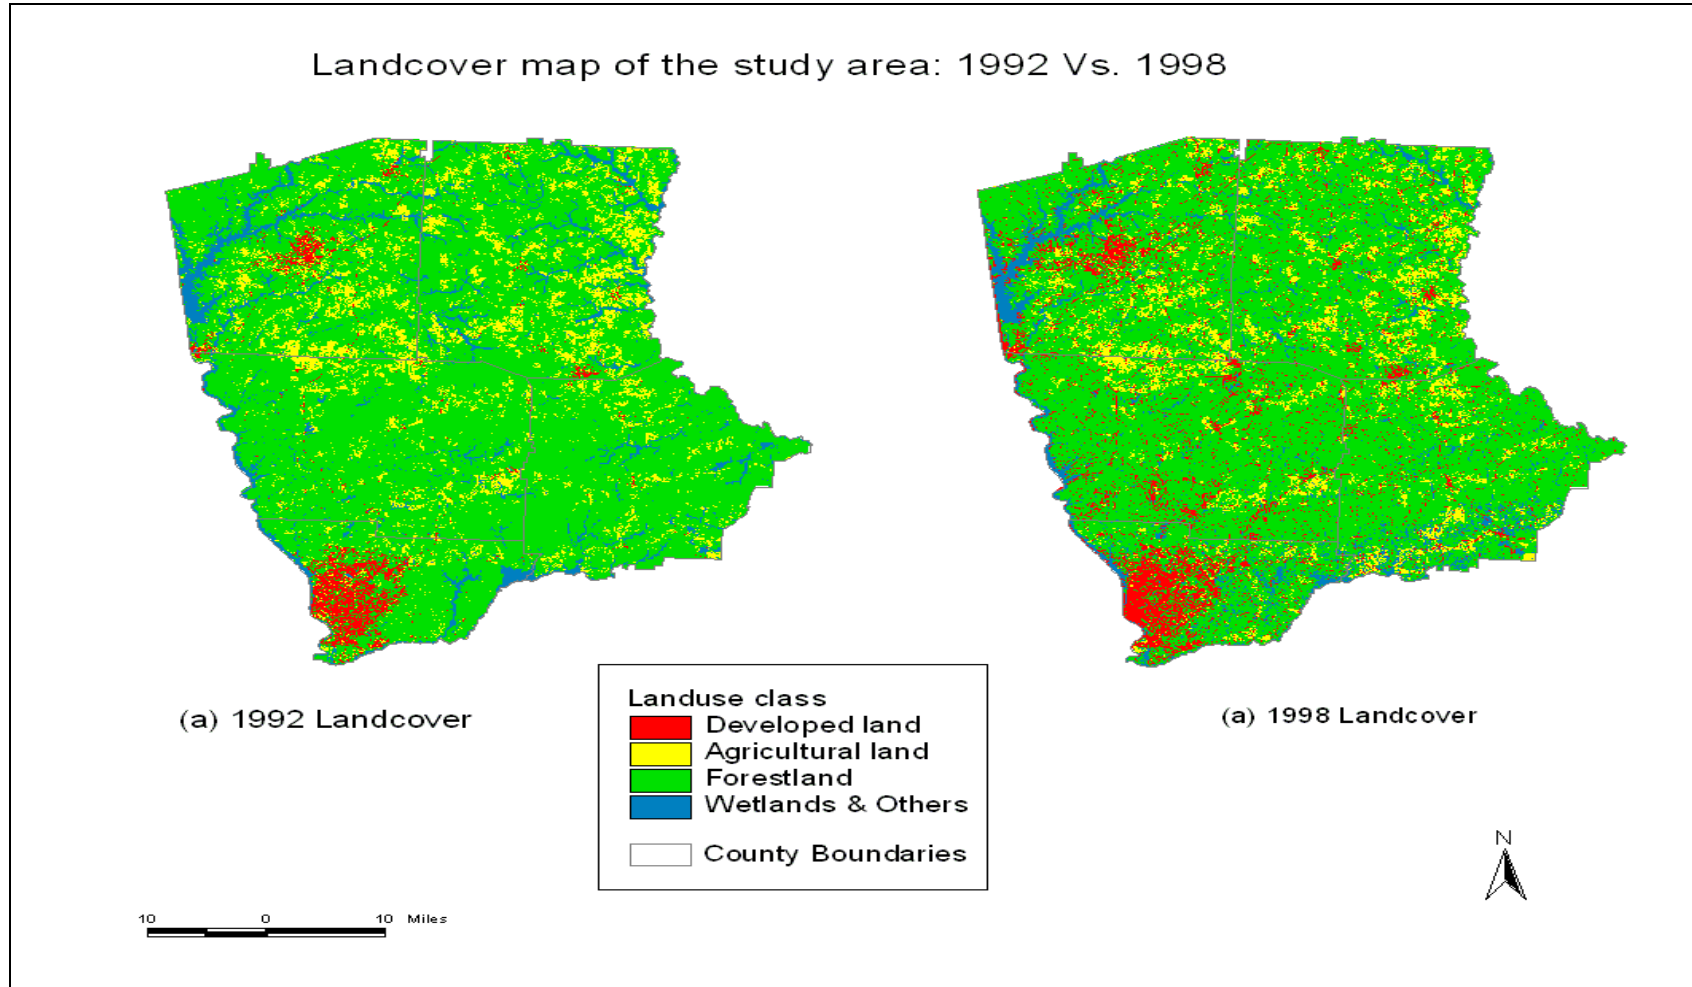 Landcover map of the study area: 1992 Vs. 1998
(a) 1992 Landcover
(a) 1998 Landcover
Landuse class
Developed land
Agricultural land
Forestland
Wetlands & Others
County Boundaries
N
10 0 10 Miles